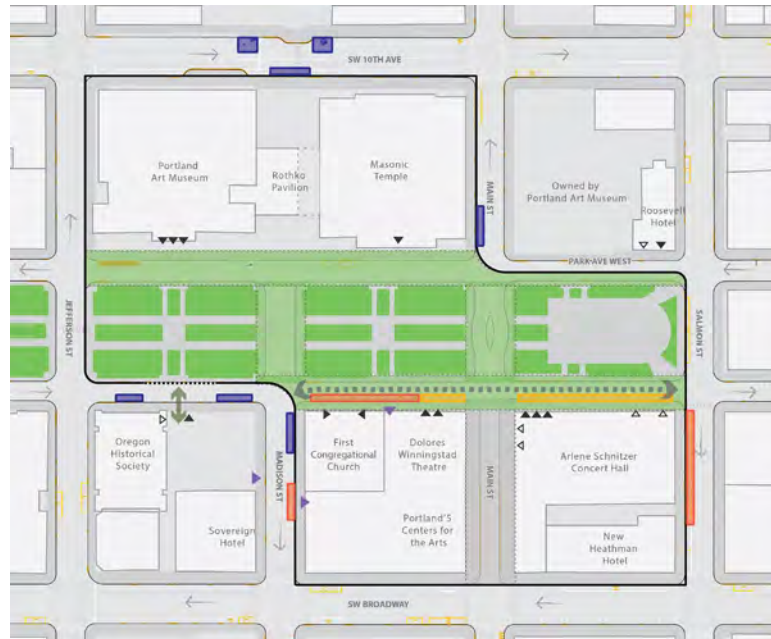 SW 10TH AVE
Portland
Art Museum
Rothko
Pavilion
Masonic
Temple
MAIN ST
Owned by
Portland Art Museum
Roosevelt
Hotel
PARK AVE WEST
JEFFERSON ST
SALMON ST
Oregon
Historical
Society
MADISON ST
First
Congregational
Church
Dolores
Winningstad
Theatre
MAIN ST
Arlene Schnitzer
Concert Hall
Sovereign
Hotel
Portland'5
Centers for
the Arts
New
Heathman
Hotel
SW BROADWAY